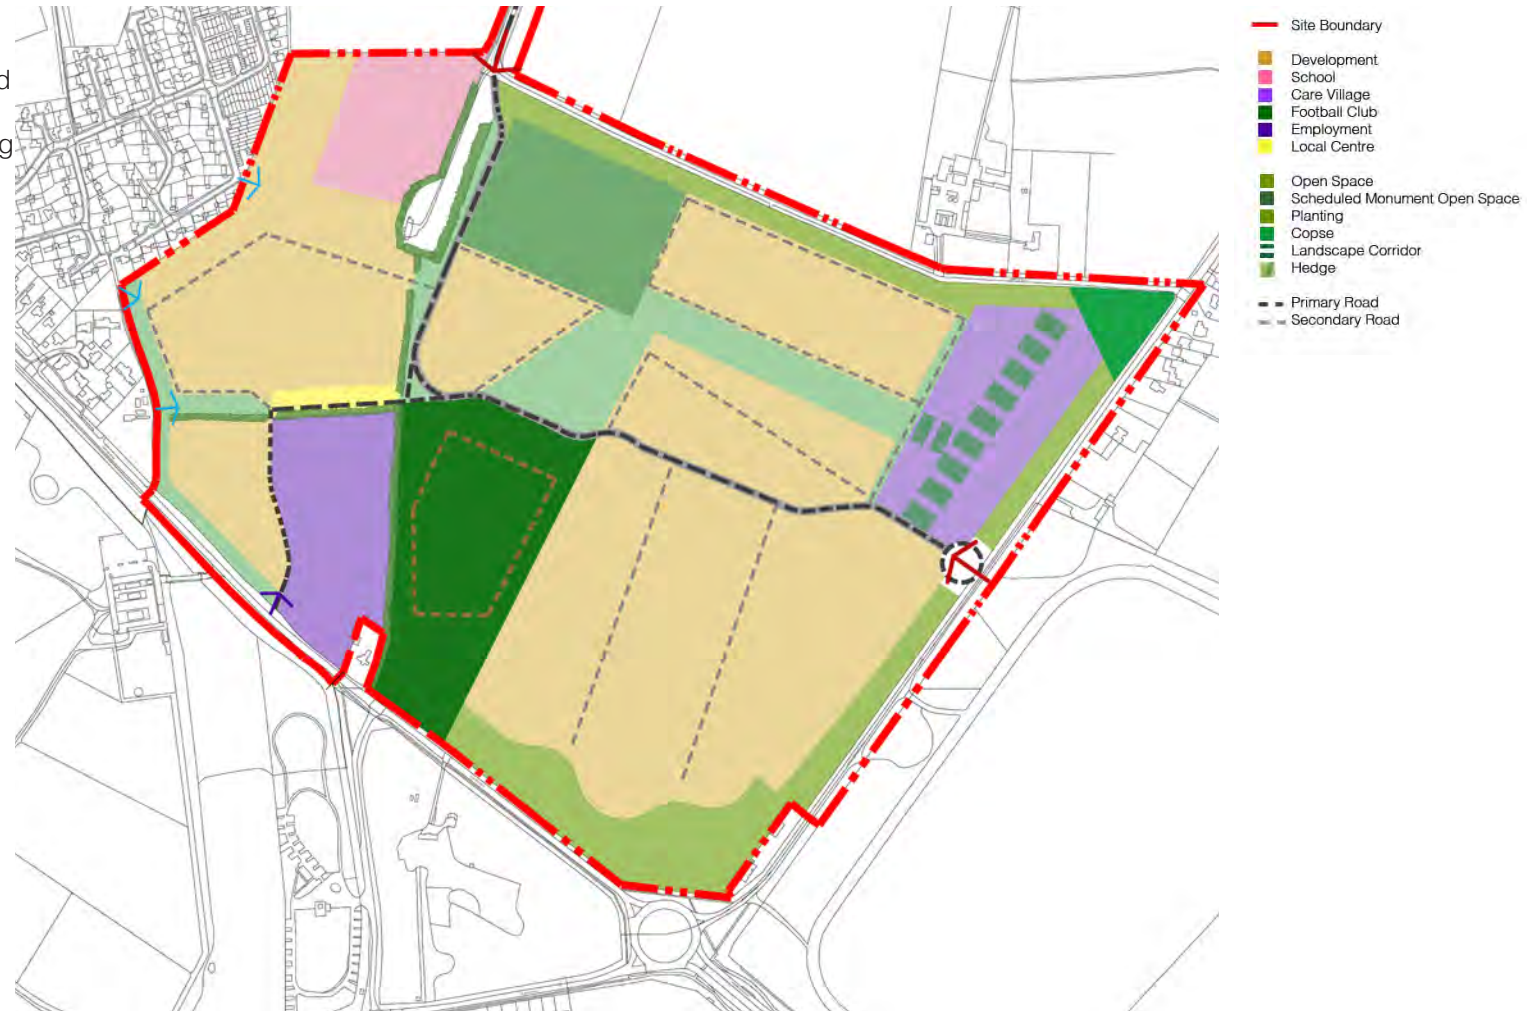 d
g
Site Boundary
Development
School
Care Village
Football Club
Employment
Local Centre
Open Space
Scheduled Monument Open Space
Planting
Copse
Landscape Corridor
Hedge
Primary Road
Secondary Road